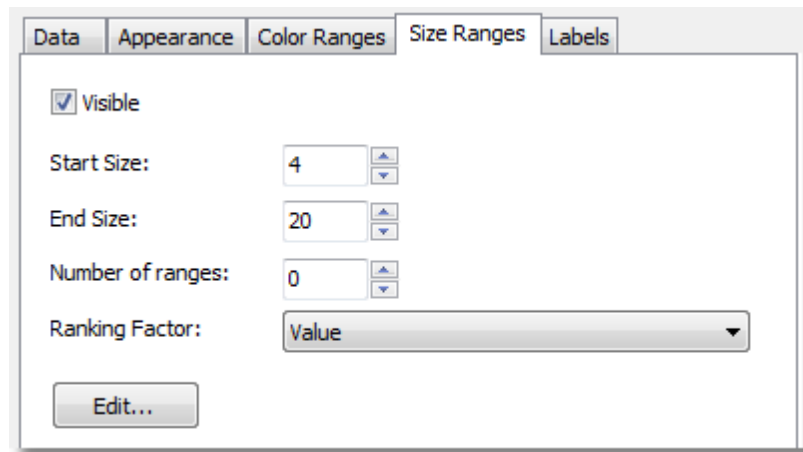 Data Appearance Color Ranges Size Ranges Labels
Visible
Start Size: 4
End Size: 20
Number of ranges: 0
Ranking Factor: Value
Edit...